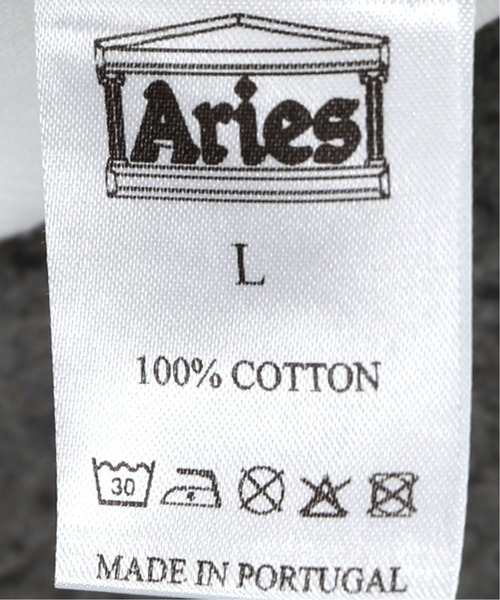 Aries
L
100% COTTON
30
MADE IN PORTUGAL